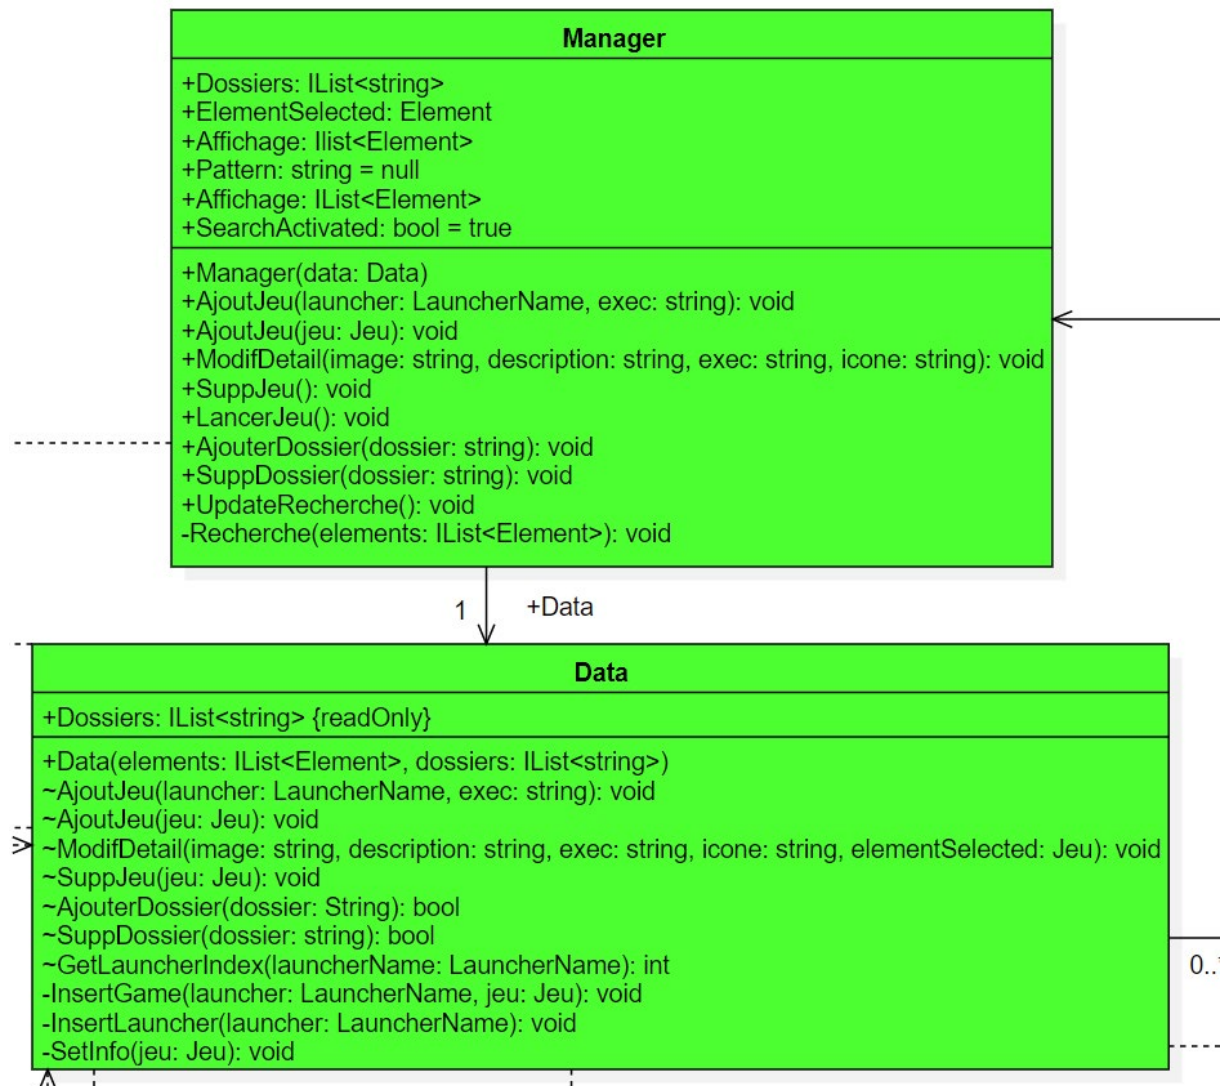 Manager
+Dossiers: IList<string>
+ElementSelected: Element
+Affichage: Ilist<Element>
+Pattern: string = null
+Affichage: IList<Element>
+SearchActivated: bool = true
+Manager(data: Data)
+AjoutJeu(launcher: LauncherName, exec: string): void
+AjoutJeu(jeu: Jeu): void
+ModifDetail(image: string, description: string, exec: string, icone: string): void
+SuppJeu(): void
+LancerJeu(): void
+AjouterDossier(dossier: string): void
+SuppDossier(dossier: string): void
+UpdateRecherche(): void
-Recherche(elements: IList<Element>): void
1 +Data
Data
+Dossiers: IList<string> {readOnly}
+Data(elements: IList<Element>, dossiers: IList<string>)
~AjoutJeu(launcher: LauncherName, exec: string): void
~AjoutJeu(jeu: Jeu): void
~ModifDetail(image: string, description: string, exec: string, icone: string, elementSelected: Jeu): void
~SuppJeu(jeu: Jeu): void
~AjouterDossier(dossier: String): bool
~SuppDossier(dossier: string): bool
~GetLauncherIndex(launcherName: LauncherName): int
0..*
-InsertGame(launcher: LauncherName, jeu: Jeu): void
-InsertLauncher(launcher: LauncherName): void
-SetInfo(jeu: Jeu): void